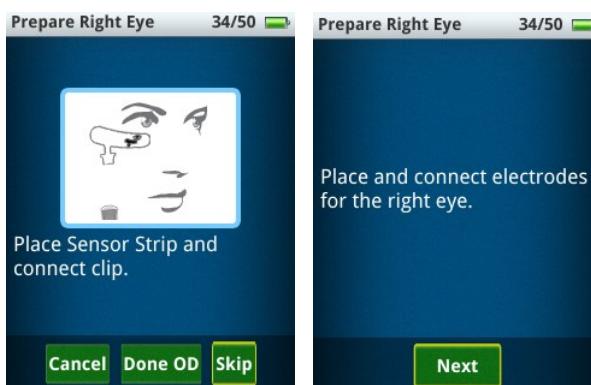 Prepare Right Eye 34/50
Place Sensor Strip and
connect clip.
Cancel Done OD Skip
Prepare Right Eye 34/50
Place and connect electrodes
for the right eye.
Next